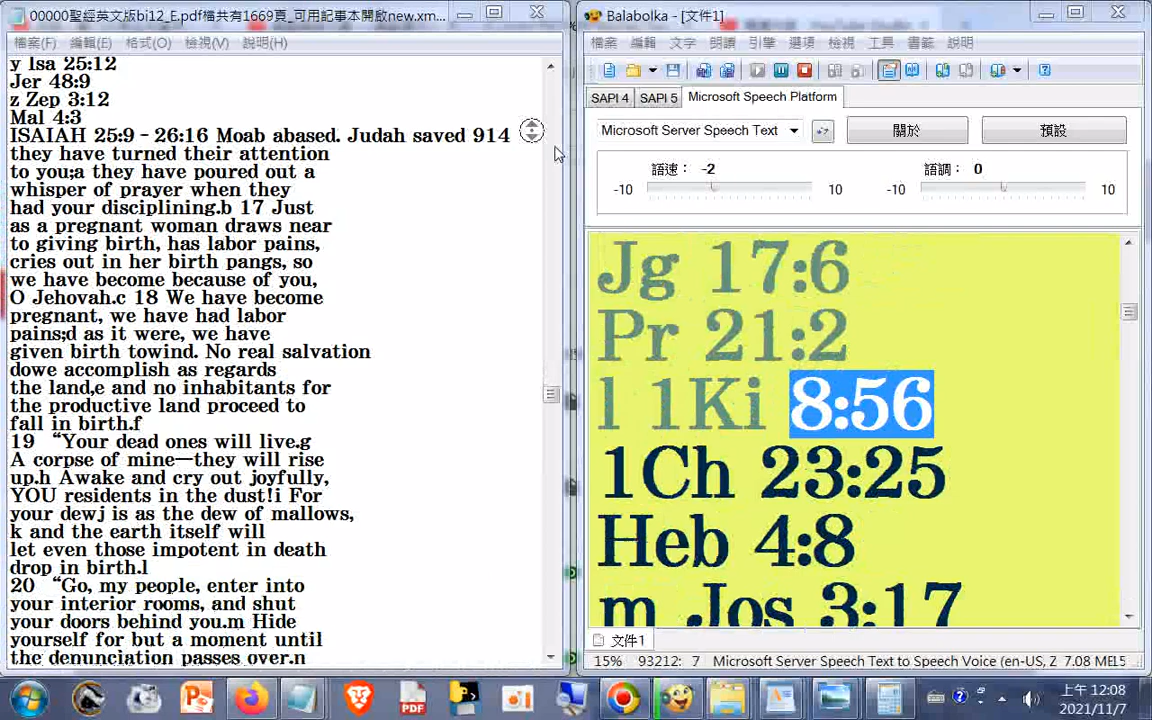 00000聖經英文版bi12_E.pdf檔共有1669頁_可用記事本開啟new.xm...
檔案(F) 編輯(E) 格式(O) 檢視(V) 說明(H)
y Isa 25:12
Jer 48:9
z Zep 3:12
Mal 4:3
ISAIAH 25:9 - 26:16 Moab abased. Judah saved 914
they have turned their attention
to you;a they have poured out a
whisper of prayer when they
had your disciplining.b 17 Just
as a pregnant woman draws near
to giving birth, has labor pains,
cries out in her birth pangs, so
we have become because of you,
O Jehovah.c 18 We have become
pregnant, we have had labor
pains;d as it were, we have
given birth towind. No real salvation
dowe accomplish as regards
the land,e and no inhabitants for
the productive land proceed to
fall in birth.f
19 “Your dead ones will live.g
A corpse of mine—they will rise
up.h Awake and cry out joyfully,
YOU residents in the dust!i For
your dewj is as the dew of mallows,
k and the earth itself will
let even those impotent in death
drop in birth.l
20 “Go, my people, enter into
your interior rooms, and shut
your doors behind you.m Hide
yourself for but a moment until
the denunciation passes over.n
Balabolka - [文件1]
檔案 編輯 文字 朗讀 引擎 選項 檢視 工具 書籤 說明
SAPI 4 SAPI 5 Microsoft Speech Platform
Microsoft Server Speech Text 關於 預設
語速： -2 語調： 0
-10 10 -10 10
Jg 17:6
Pr 21:2
l 1Ki 8:56
1Ch 23:25
Heb 4:8
m Jos 3:17
文件1
15% 93212: 7 Microsoft Server Speech Text to Speech Voice (en-US, Z 7.08 ME
上午 12:08
2021/11/7